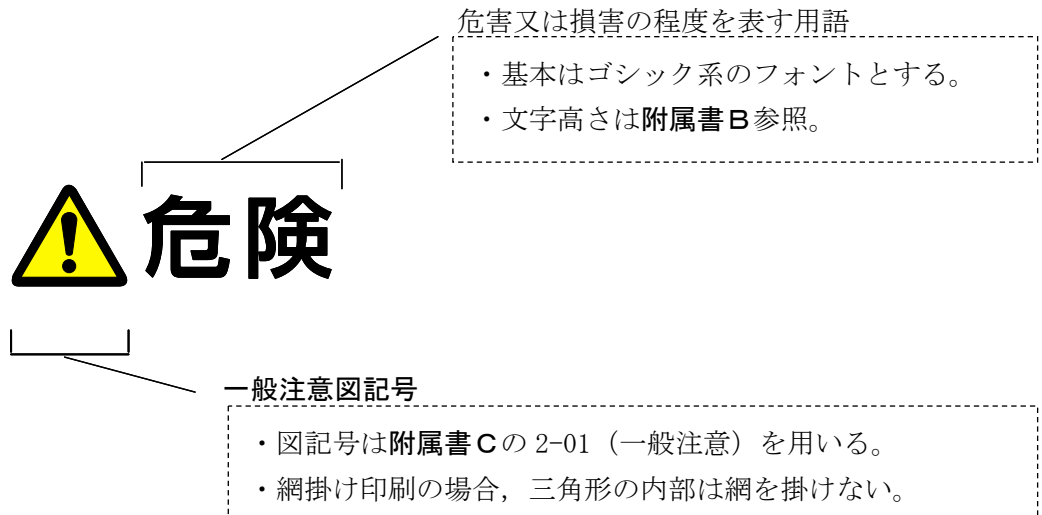 危害又は損害の程度を表す用語
・基本はゴシック系のフォントとする。
・文字高さは附属書Ｂ参照。
危険
一般注意図記号
・図記号は附属書Ｃの 2-01（一般注意）を用いる。
・網掛け印刷の場合，三角形の内部は網を掛けない。